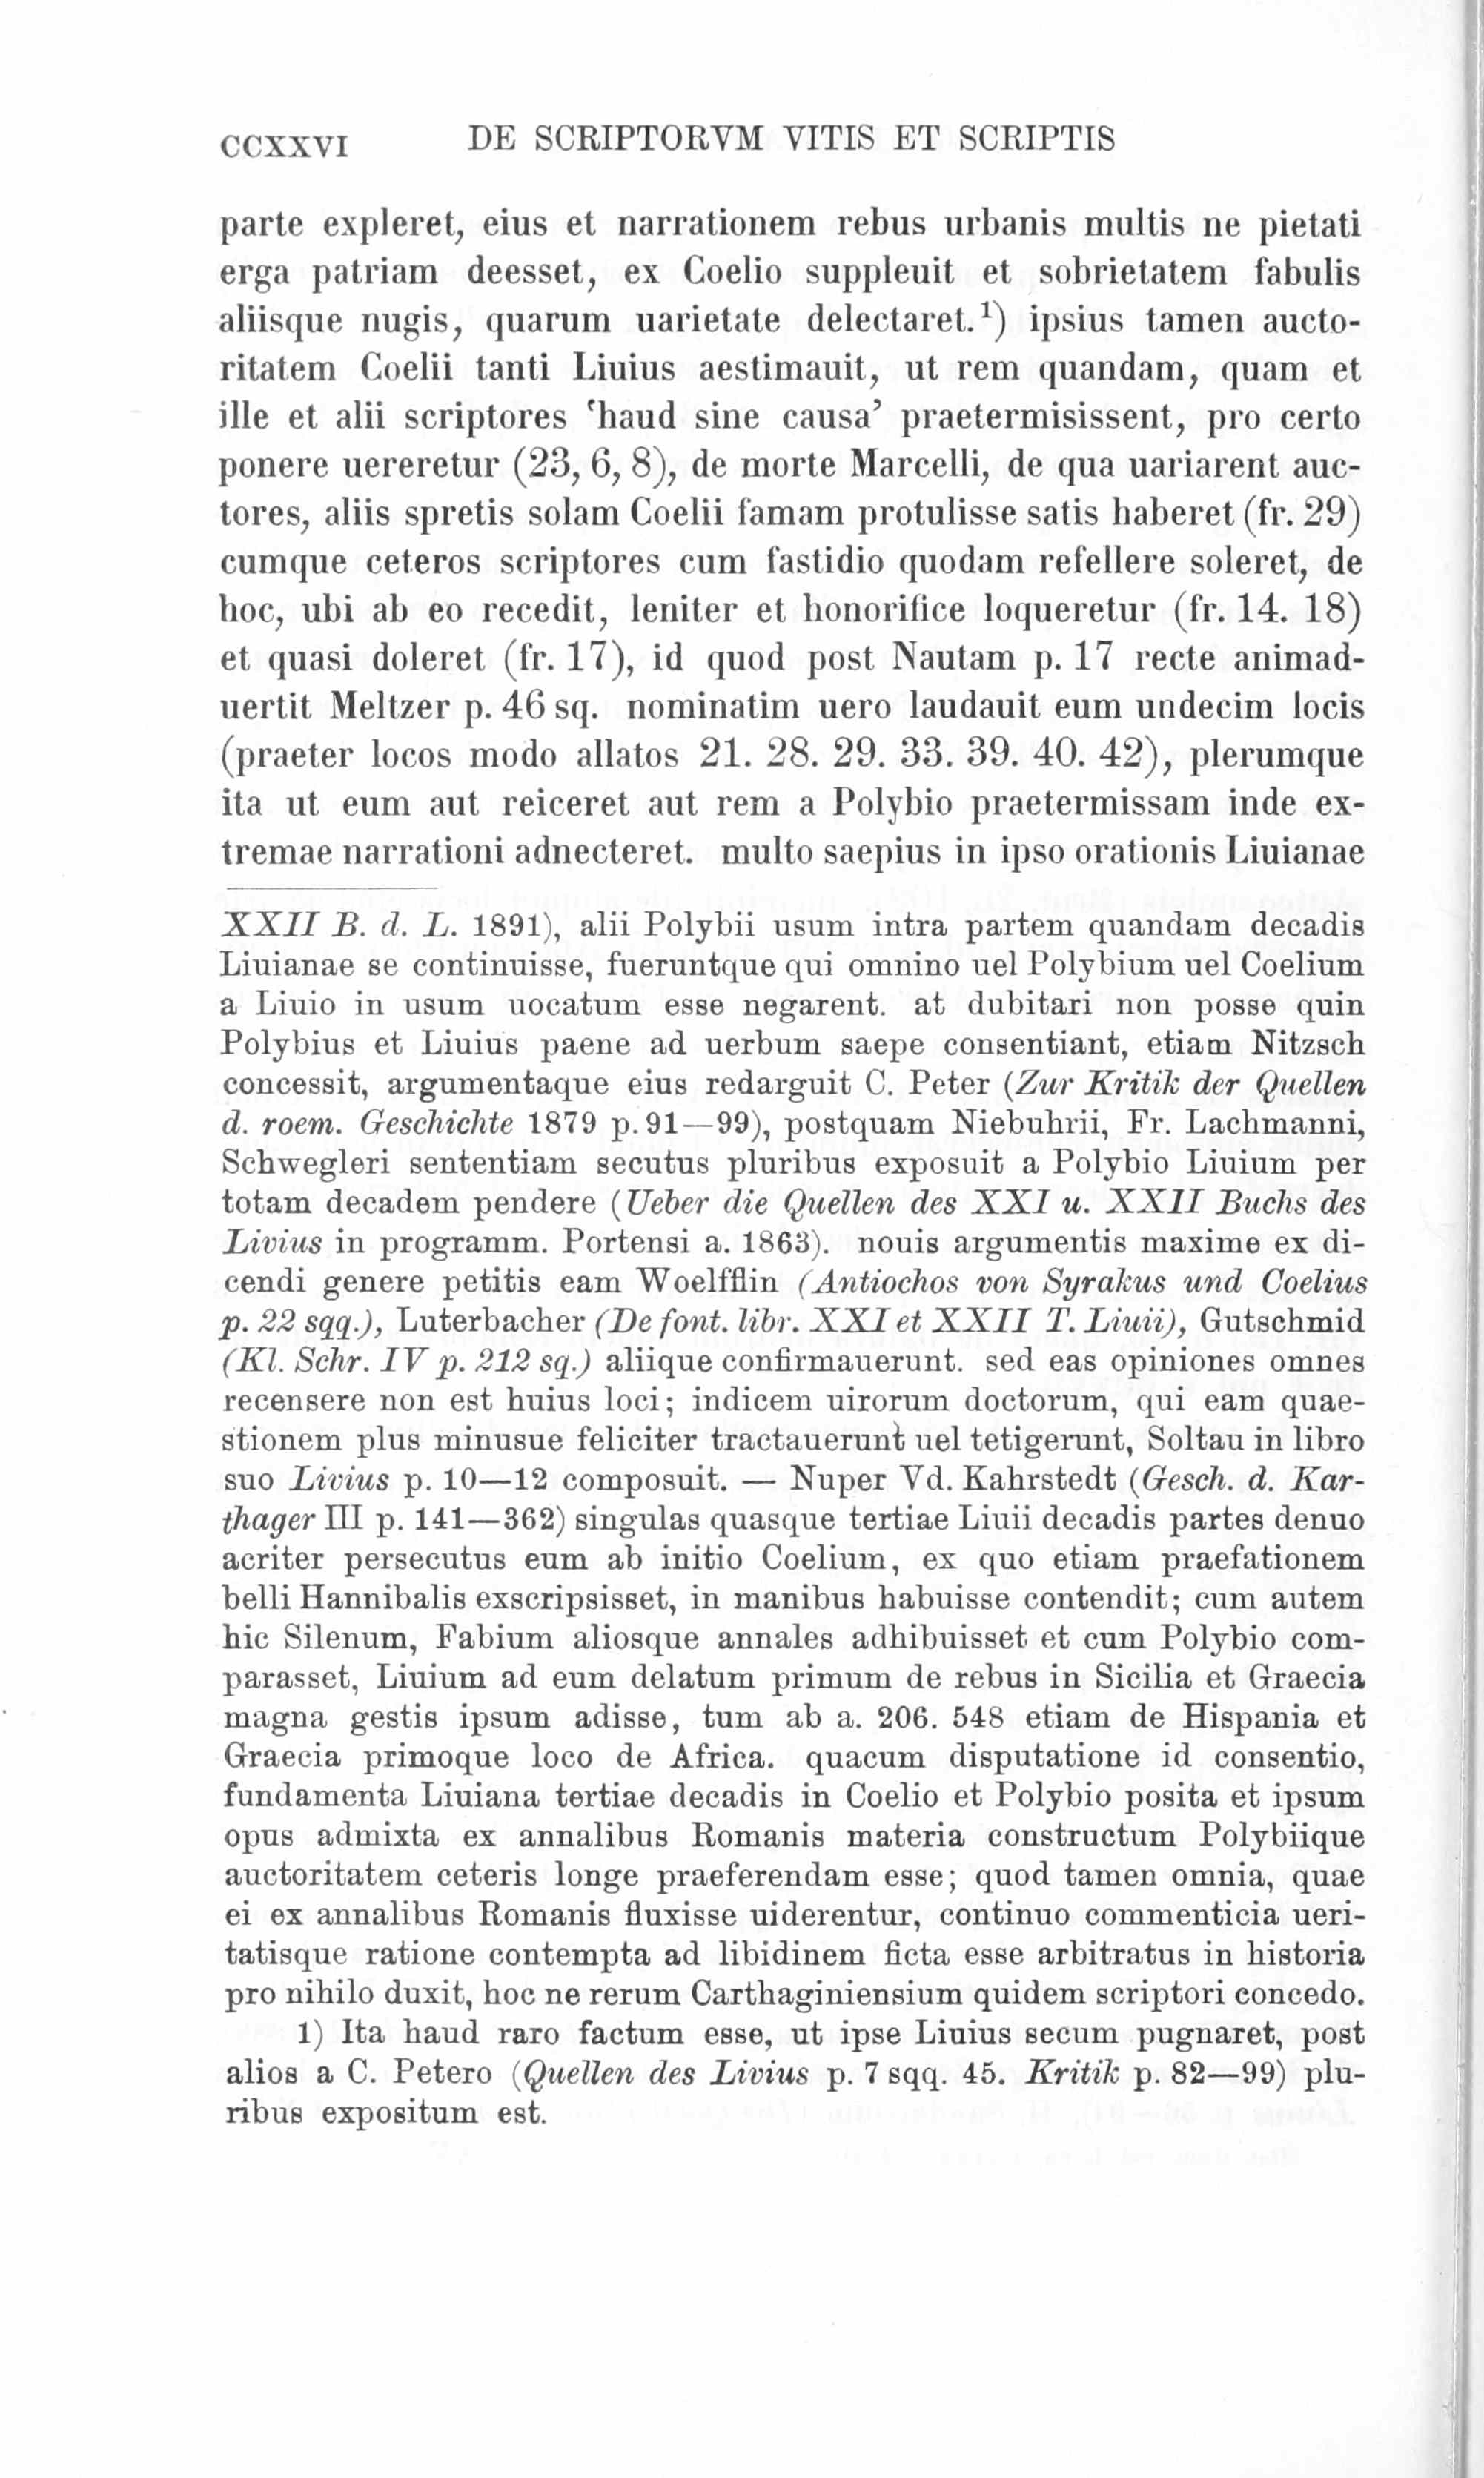 CCXXVI DE SCRIPTORVM VITIS ET SCRIPTIS
parte expleret, eius et narrationem rebus urbanis multis ne pietati
erga patriam deesset, ex Coelio suppleuit et sobrietatem fabulis
aliisque nugis, quarum uarietate delectaret.¹) ipsius tamen aucto-
ritatem Coelii tanti Liuius aestimauit, ut rem quandam, quam et
ille et alii scriptores ‛haud sine causa’ praetermisissent, pro certo
ponere uereretur (23, 6, 8), de morte Marcelli, de qua uariarent auc-
tores, aliis spretis solam Coelii famam protulisse satis haberet (fr. 29)
cumque ceteros scriptores cum fastidio quodam refellere soleret, de
hoc, ubi ab eo recedit, leniter et honorifice loqueretur (fr. 14. 18)
et quasi doleret (fr. 17), id quod post Nautam p. 17 recte animad-
uertit Meltzer p. 46 sq. nominatim uero laudauit eum undecim locis
(praeter locos modo allatos 21. 28. 29. 33. 39. 40. 42), plerumque
ita ut eum aut reiceret aut rem a Polybio praetermissam inde ex-
tremae narrationi adnecteret. multo saepius in ipso orationis Liuianae
XXII B. d. L. 1891), alii Polybii usum intra partem quandam decadis
Liuianae se continuisse, fueruntque qui omnino uel Polybium uel Coelium
a Liuio in usum uocatum esse negarent. at dubitari non posse quin
Polybius et Liuius paene ad uerbum saepe consentiant, etiam Nitzsch
concessit, argumentaque eius redarguit C. Peter (Zur Kritik der Quellen
d. roem. Geschichte 1879 p. 91—99), postquam Niebuhrii, Fr. Lachmanni,
Schwegleri sententiam secutus pluribus exposuit a Polybio Liuium per
totam decadem pendere (Ueber die Quellen des XXI u. XXII Buchs des
Livius in programm. Portensi a. 1863). nouis argumentis maxime ex di-
cendi genere petitis eam Woelfflin (Antiochos von Syrakus und Coelius
p. 22 sqq.), Luterbacher (De font. libr. XXI et XXII T. Liuii), Gutschmid
(Kl. Schr. IV p. 212 sq.) aliique confirmauerunt. sed eas opiniones omnes
recensere non est huius loci; indicem uirorum doctorum, qui eam quae-
stionem plus minusue feliciter tractauerunt uel tetigerunt, Soltau in libro
suo Livius p. 10—12 composuit. — Nuper Vd. Kahrstedt (Gesch. d. Kar-
thager III p. 141—362) singulas quasque tertiae Liuii decadis partes denuo
acriter persecutus eum ab initio Coelium, ex quo etiam praefationem
belli Hannibalis exscripsisset, in manibus habuisse contendit; cum autem
hic Silenum, Fabium aliosque annales adhibuisset et cum Polybio com-
parasset, Liuium ad eum delatum primum de rebus in Sicilia et Graecia
magna gestis ipsum adisse, tum ab a. 206. 548 etiam de Hispania et
Graecia primoque loco de Africa. quacum disputatione id consentio,
fundamenta Liuiana tertiae decadis in Coelio et Polybio posita et ipsum
opus admixta ex annalibus Romanis materia constructum Polybiique
auctoritatem ceteris longe praeferendam esse; quod tamen omnia, quae
ei ex annalibus Romanis fluxisse uiderentur, continuo commenticia ueri-
tatisque ratione contempta ad libidinem ficta esse arbitratus in historia
pro nihilo duxit, hoc ne rerum Carthaginiensium quidem scriptori concedo.
1) Ita haud raro factum esse, ut ipse Liuius secum pugnaret, post
alios a C. Petero (Quellen des Livius p. 7 sqq. 45. Kritik p. 82—99) plu-
ribus expositum est.